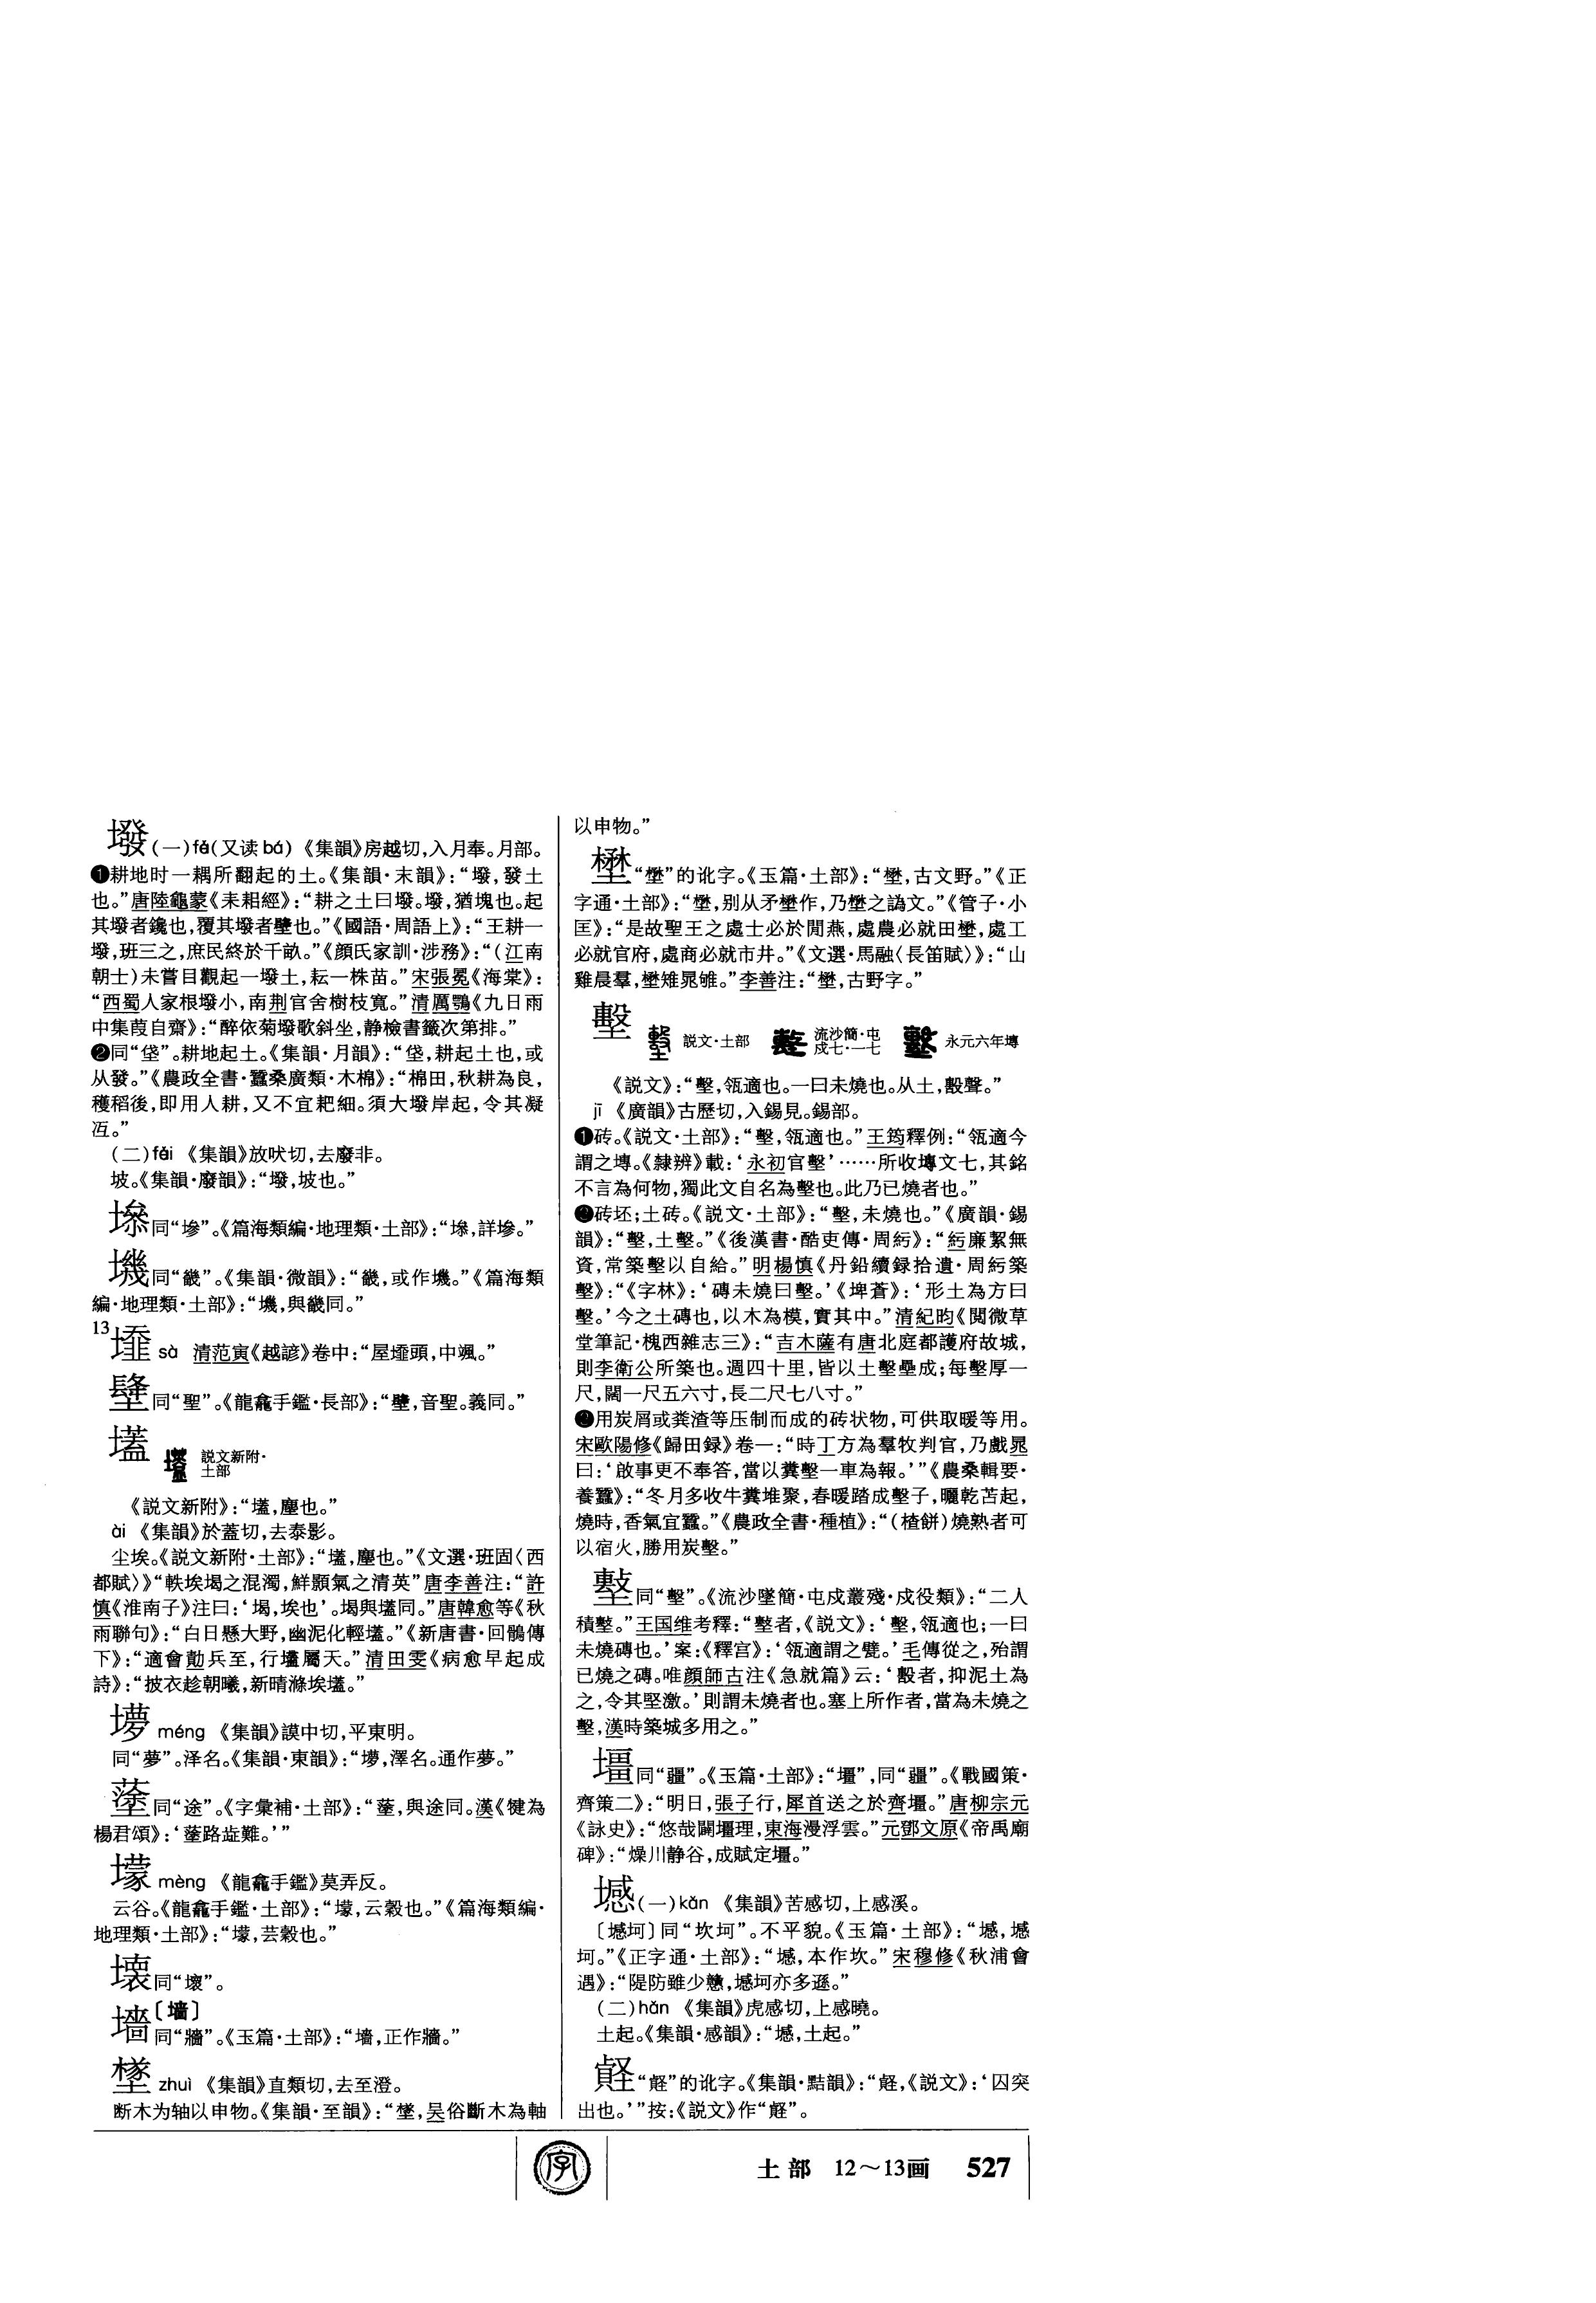 墢(一)fá(又读bá) 《集韻》房越切,入月奉。月部。
❶耕地时一耦所翻起的土。《集韻·末韻》:“墢,發土
也。”唐陸龜蒙《耒耜經》:“耕之土曰墢。墢,猶塊也。起
其墢者鑱也,覆其墢者壁也。”《國語·周語上》:“王耕一
墢,班三之,庶民終於千畝。”《顔氏家訓·涉務》:“(江南
朝士)未嘗目觀起一墢土,耘一株苗。”宋張冕《海棠》:
“西蜀人家根墢小,南荆官舍樹枝寬。”清厲鶚《九日雨
中集葭自齋》:“醉依菊墢歌斜坐,静檢書籤次第排。”
❷同“垡”。耕地起土。《集韻·月韻》:“垡,耕起土也,或
从發。”《農政全書·蠶桑廣類·木棉》:“棉田,秋耕為良,
穫稻後,即用人耕,又不宜耙細。須大墢岸起,令其凝
冱。”
(二)fèi 《集韻》放吠切,去廢非。
坡。《集韻·廢韻》:“墢,坡也。”
同“墋”。《篇海類編·地理類·土部》:“,詳墋。”
㙨同“畿”。《集韻·微韻》:“畿,或作㙨。”《篇海類
編·地理類·土部》:“㙨,與畿同。”
13
sà 清范寅《越諺》卷中:“屋頭,中颯。”
同“聖”。《龍龕手鑑·長部》:“,音聖。義同。”
壒 説文新附·
土部
《説文新附》:“壒,塵也。”
ài 《集韻》於蓋切,去泰影。
尘埃。《説文新附·土部》:“壒,塵也。”《文選·班固〈西
都賦〉》“軼埃堨之混濁,鮮顥氣之清英”唐李善注:“許
慎《淮南子》注曰:‘堨,埃也’。堨與壒同。”唐韓愈等《秋
雨聯句》:“白日懸大野,幽泥化輕壒。”《新唐書·回鶻傳
下》:“適會勣兵至,行壒屬天。”清田雯《病愈早起成
詩》:“披衣趁朝曦,新晴滌埃壒。”
㙹 méng 《集韻》謨中切,平東明。
同“夢”。泽名。《集韻·東韻》:“㙹,澤名。通作夢。”
蓥同“途”。《字彙補·土部》:“,與途同。漢《犍為
楊君頌》:‘路歮難。’”
壕 mèng 《龍龕手鑑》莫弄反。
云谷。《龍龕手鑑·土部》:“,云穀也。”《篇海類編·
地理類·土部》:“,芸穀也。”
壊同“壞”。
墻〔墙〕
同“牆”。《玉篇·土部》:“墻,正作牆。”
zhuì 《集韻》直類切,去至澄。
断木为轴以申物。《集韻·至韻》:“,吴俗斷木為軸
以申物。”
壄“壄”的讹字。《玉篇·土部》:“壄,古文野。”《正
字通·土部》:“,别从矛作,乃壄之譌文。”《管子·小
匡》:“是故聖王之處士必於閒燕,處農必就田壄,處工
必就官府,處商必就市井。”《文選·馬融〈長笛賦〉》:“山
雞晨羣,壄雉晁雊。”李善注:“壄,古野字。”
墼 説文·土部 流沙簡·屯
戍七·一七 永元六年塼
《説文》:“墼,瓴適也。一曰未燒也。从土,毄聲。”
jī 《廣韻》古歷切,入錫見。錫部。
❶砖。《説文·土部》:“墼,瓴適也。”王筠釋例:“瓴適今
謂之塼。《隸辨》載:‘永初官墼’……所收塼文七,其銘
不言為何物,獨此文自名為墼也。此乃已燒者也。”
❷砖坯;土砖。《説文·土部》:“墼,未燒也。”《廣韻·錫
韻》:“墼,土墼。”《後漢書·酷吏傳·周紆》:“紆廉絜無
資,常築墼以自給。”明楊慎《丹鉛續録拾遺·周紆築
墼》:“《字林》:‘磚未燒曰墼。’《埤蒼》:‘形土為方曰
墼。’今之土磚也,以木為模,實其中。”清紀昀《閲微草
堂筆記·槐西雜志三》:“吉木薩有唐北庭都護府故城,
則李衛公所築也。週四十里,皆以土墼壘成;每墼厚一
尺,闊一尺五六寸,長二尺七八寸。”
❸用炭屑或粪渣等压制而成的砖状物,可供取暖等用。
宋歐陽修《歸田録》卷一:“時丁方為羣牧判官,乃戲晁
曰:‘啟事更不奉答,當以糞墼一車為報。’”《農桑輯要·
養蠶》:“冬月多收牛糞堆聚,春暖踏成墼子,曬乾苫起,
燒時,香氣宜蠶。”《農政全書·種植》:“(楂餅)燒熟者可
以宿火,勝用炭墼。”
同“墼”。《流沙墜簡·屯戍叢殘·戍役類》:“二人
積墼。”王国维考釋:“墼者,《説文》:‘墼,瓴適也;一曰
未燒磚也。’案:《釋宫》:‘瓴適謂之甓。’毛傳從之,殆謂
已燒之磚。唯顔師古注《急就篇》云:‘毄者,抑泥土為
之,令其堅激。’則謂未燒者也。塞上所作者,當為未燒之
墼,漢時築城多用之。”
壃同“疆”。《玉篇·土部》:“壃”,同“疆”。《戰國策·
齊策二》:“明日,張子行,犀首送之於齊壃。”唐柳宗元
《詠史》:“悠哉闢壃理,東海漫浮雲。”元鄧文原《帝禹廟
碑》:“燥川静谷,成賦定壃。”
㙳(一)kǎn 《集韻》苦感切,上感溪。
〔㙳坷〕同“坎坷”。不平貌。《玉篇·土部》:“㙳,㙳
坷。”《正字通·土部》:“㙳,本作坎。”宋穆修《秋浦會
遇》:“隄防雖少戇,㙳坷亦多遜。”
(二)hǎn 《集韻》虎感切,上感曉。
土起。《集韻·感韻》:“㙳,土起。”
“”的讹字。《集韻·黠韻》:“,《説文》:‘囚突
出也。’”按:《説文》作“”。
土部 12～13画 527